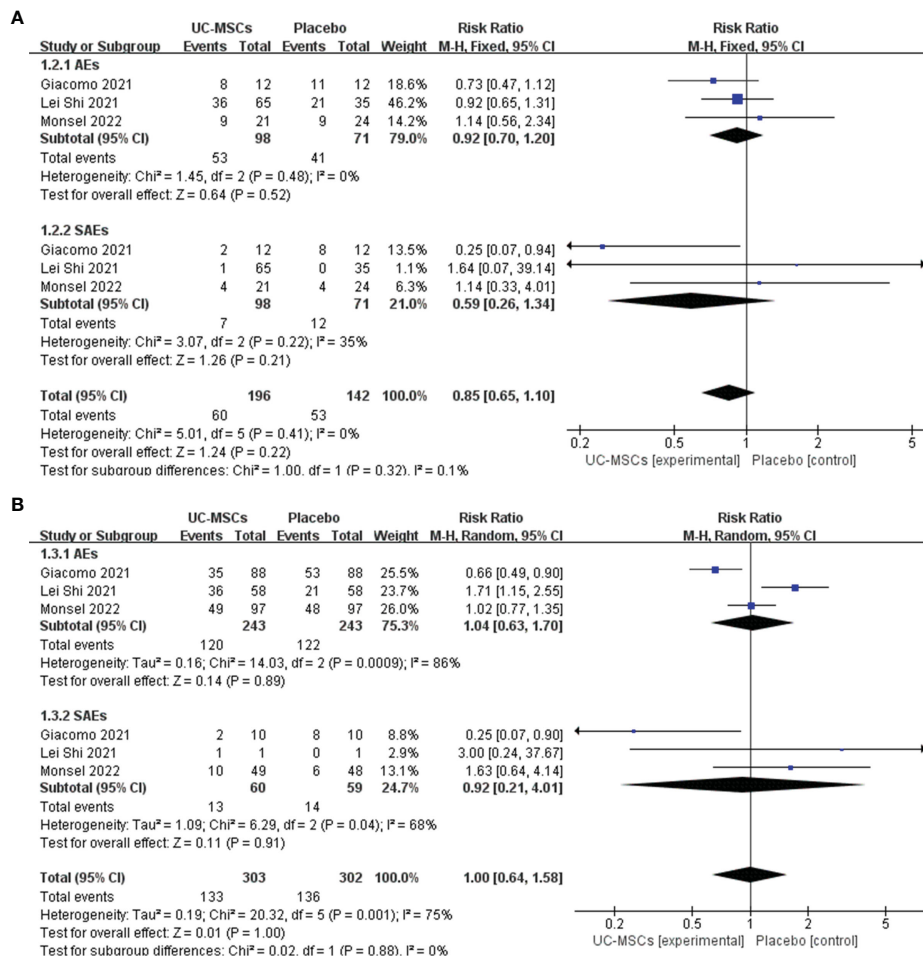 A
UC-MSCs Placebo Risk Ratio Risk Ratio
Study or Subgroup Events Total Events Total Weight M-H, Fixed, 95% CI M-H, Fixed, 95% CI
1.2.1 AEs
Giacomo 2021 8 12 11 12 18.6% 0.73 [0.47, 1.12]
Lei Shi 2021 36 65 21 35 46.2% 0.92 [0.65, 1.31]
Monsel 2022 9 21 9 24 14.2% 1.14 [0.56, 2.34]
Subtotal (95% CI) 98 71 79.0% 0.92 [0.70, 1.20]
Total events 53 41
Heterogeneity: Chi² = 1.45, df = 2 (P = 0.48); I² = 0%
Test for overall effect: Z = 0.64 (P = 0.52)
1.2.2 SAEs
Giacomo 2021 2 12 8 12 13.5% 0.25 [0.07, 0.94]
Lei Shi 2021 1 65 0 35 1.1% 1.64 [0.07, 39.14]
Monsel 2022 4 21 4 24 6.3% 1.14 [0.33, 4.01]
Subtotal (95% CI) 98 71 21.0% 0.59 [0.26, 1.34]
Total events 7 12
Heterogeneity: Chi² = 3.07, df = 2 (P = 0.22); I² = 35%
Test for overall effect: Z = 1.26 (P = 0.21)
Total (95% CI) 196 142 100.0% 0.85 [0.65, 1.10]
Total events 60 53
Heterogeneity: Chi² = 5.01, df = 5 (P = 0.41); I² = 0%
Test for overall effect: Z = 1.24 (P = 0.22)
Test for subgroup differences: Chi² = 1.00. df = 1 (P = 0.32). I² = 0.1%
0.2 0.5 1 2 5
UC-MSCs [experimental] Placebo [control]
B
UC-MSCs Placebo Risk Ratio Risk Ratio
Study or Subgroup Events Total Events Total Weight M-H, Random, 95% CI M-H, Random, 95% CI
1.3.1 AEs
Giacomo 2021 35 88 53 88 25.5% 0.66 [0.49, 0.90]
Lei Shi 2021 36 58 21 58 23.7% 1.71 [1.15, 2.55]
Monsel 2022 49 97 48 97 26.0% 1.02 [0.77, 1.35]
Subtotal (95% CI) 243 243 75.3% 1.04 [0.63, 1.70]
Total events 120 122
Heterogeneity: Tau² = 0.16; Chi² = 14.03, df = 2 (P = 0.0009); I² = 86%
Test for overall effect: Z = 0.14 (P = 0.89)
1.3.2 SAEs
Giacomo 2021 2 10 8 10 8.8% 0.25 [0.07, 0.90]
Lei Shi 2021 1 1 0 1 2.9% 3.00 [0.24, 37.67]
Monsel 2022 10 49 6 48 13.1% 1.63 [0.64, 4.14]
Subtotal (95% CI) 60 59 24.7% 0.92 [0.21, 4.01]
Total events 13 14
Heterogeneity: Tau² = 1.09; Chi² = 6.29, df = 2 (P = 0.04); I² = 68%
Test for overall effect: Z = 0.11 (P = 0.91)
Total (95% CI) 303 302 100.0% 1.00 [0.64, 1.58]
Total events 133 136
Heterogeneity: Tau² = 0.19; Chi² = 20.32, df = 5 (P = 0.001); I² = 75%
Test for overall effect: Z = 0.01 (P = 1.00)
Test for subgroup differences: Chi² = 0.02. df = 1 (P = 0.88). I² = 0%
0.2 0.5 1 2 5
UC-MSCs [experimental] Placebo [control]